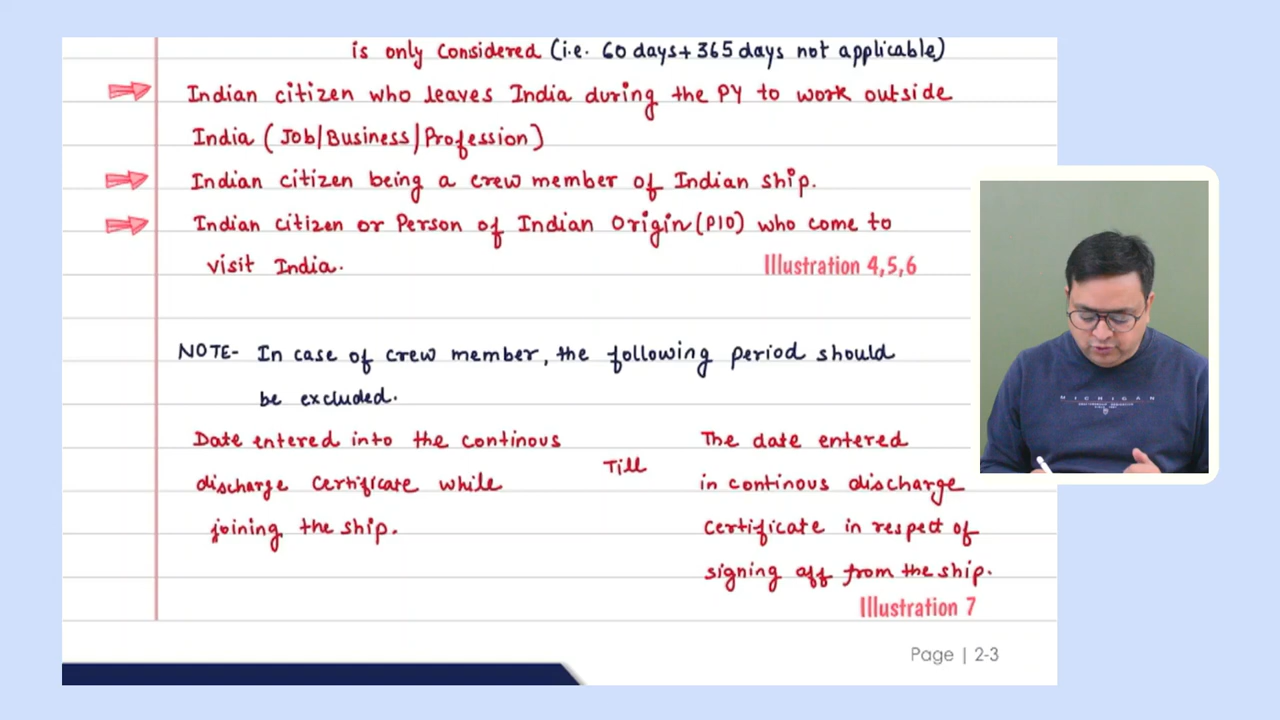 is only considered (i.e. 60 days + 365 days not applicable)
Indian citizen who leaves India during the PY to work outside
India (Job/Business/Profession)
Indian citizen being a crew member of Indian ship.
Indian citizen or Person of Indian Origin (PIO) who come to
visit India.
Illustration 4,5,6
NOTE- In case of crew member, the following period should
be excluded.
Date entered into the continous
discharge certificate while
joining the ship.
Till
The date entered
in continous discharge
certificate in respect of
signing off from the ship.
Illustration 7
Page | 2-3
MICHIGAN